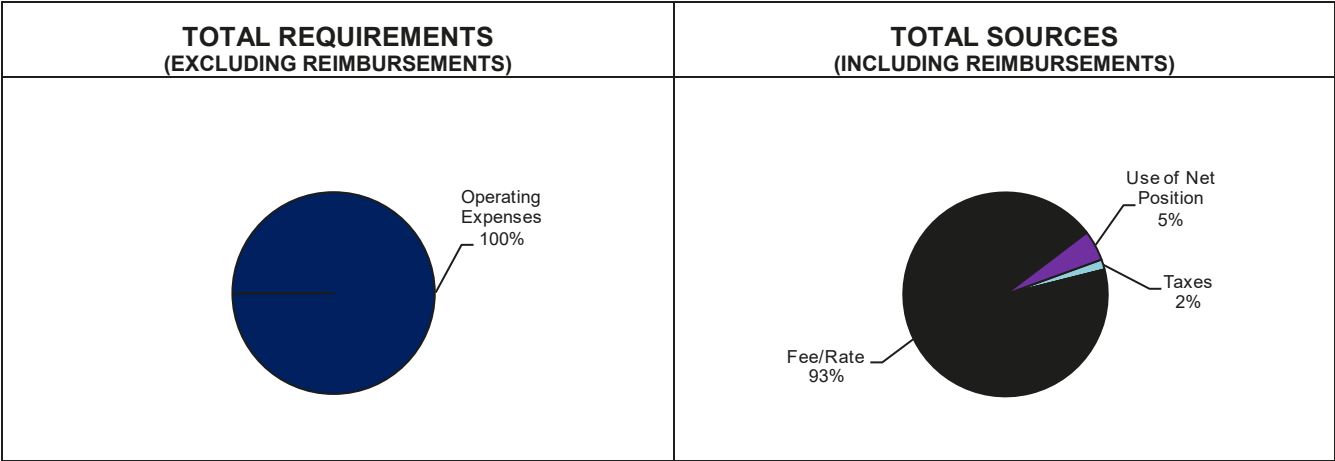 TOTAL REQUIREMENTS
(EXCLUDING REIMBURSEMENTS)
Operating
Expenses
100%
TOTAL SOURCES
(INCLUDING REIMBURSEMENTS)
Use of Net
Position
5%
Taxes
2%
Fee/Rate
93%